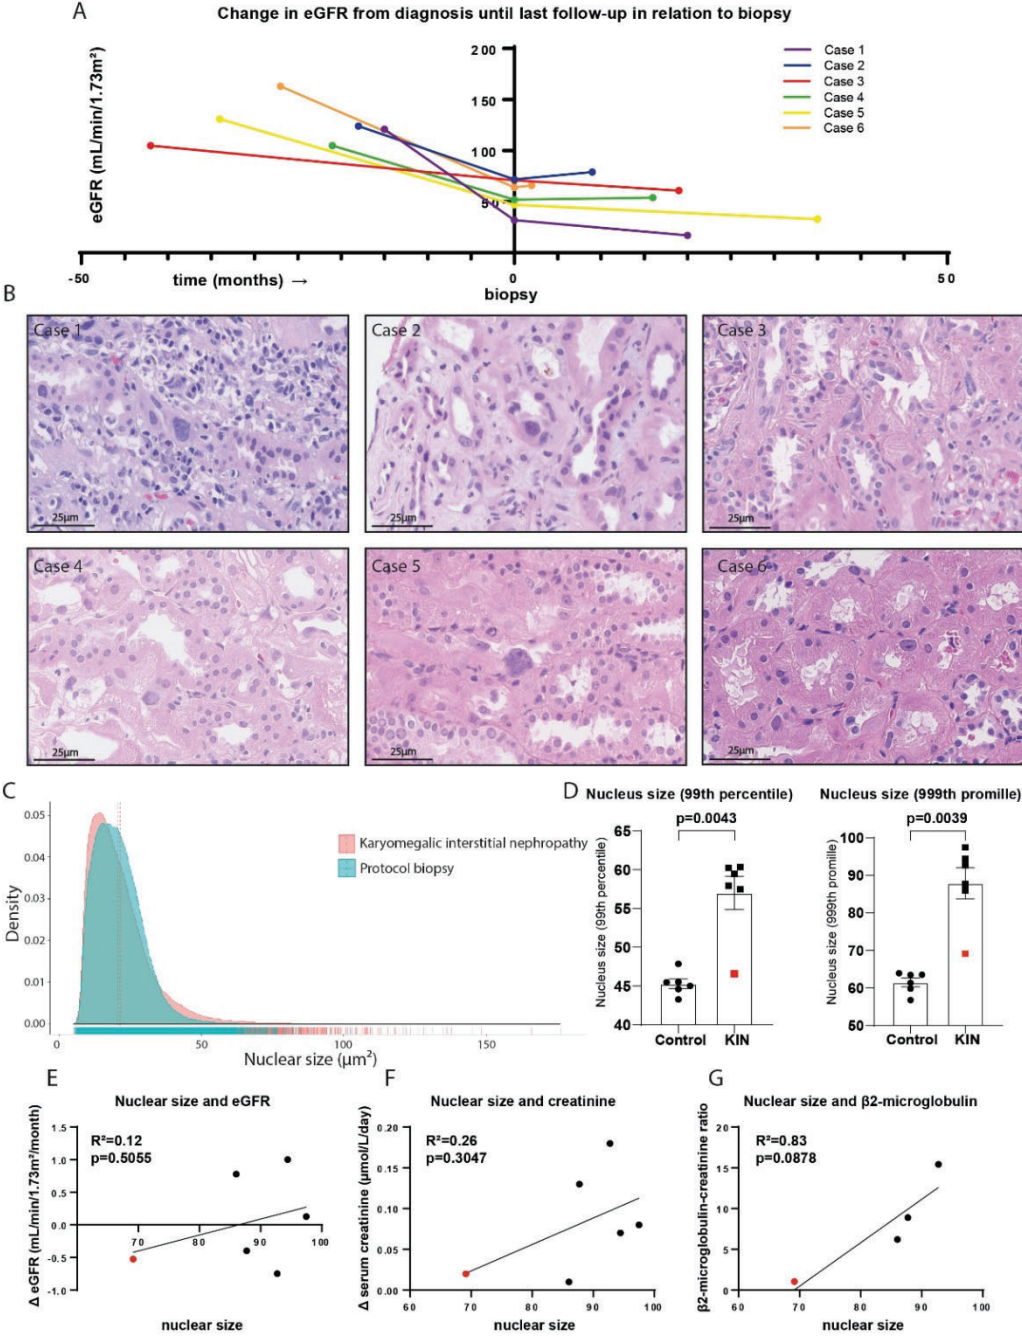 A
Change in eGFR from diagnosis until last follow-up in relation to biopsy
eGFR (mL/min/1.73m²)
200
150
100
50
Case 1
Case 2
Case 3
Case 4
Case 5
Case 6
-50
time (months) →
0
biopsy
50
B
Case 1
25μm
Case 2
25μm
Case 3
25μm
Case 4
25μm
Case 5
25μm
Case 6
25μm
C
Density
0.05
0.04
0.03
0.02
0.01
0.00
Karyomegalic interstitial nephropathy
Protocol biopsy
0 50 100 150
Nuclear size (μm²)
D
Nucleus size (99th percentile)
p=0.0043
Nucleus size (99th percentile)
65
60
55
50
45
40
Control KIN
Nucleus size (999th promille)
p=0.0039
Nucleus size (999th promille)
100
90
80
70
60
50
Control KIN
E
Nuclear size and eGFR
R²=0.12
p=0.5055
Δ eGFR (mL/min/1.73m²/month)
1.5
1.0
0.5
0.0
-0.5
-1.0
70 80 90 100
nuclear size
F
Nuclear size and creatinine
R²=0.26
p=0.3047
Δ serum creatinine (μmol/L/day)
0.20
0.15
0.10
0.05
0.00
60 70 80 90 100
nuclear size
G
Nuclear size and β2-microglobulin
R²=0.83
p=0.0878
β2-microglobulin-creatinine ratio
20
15
10
5
0
60 70 80 90 100
nuclear size